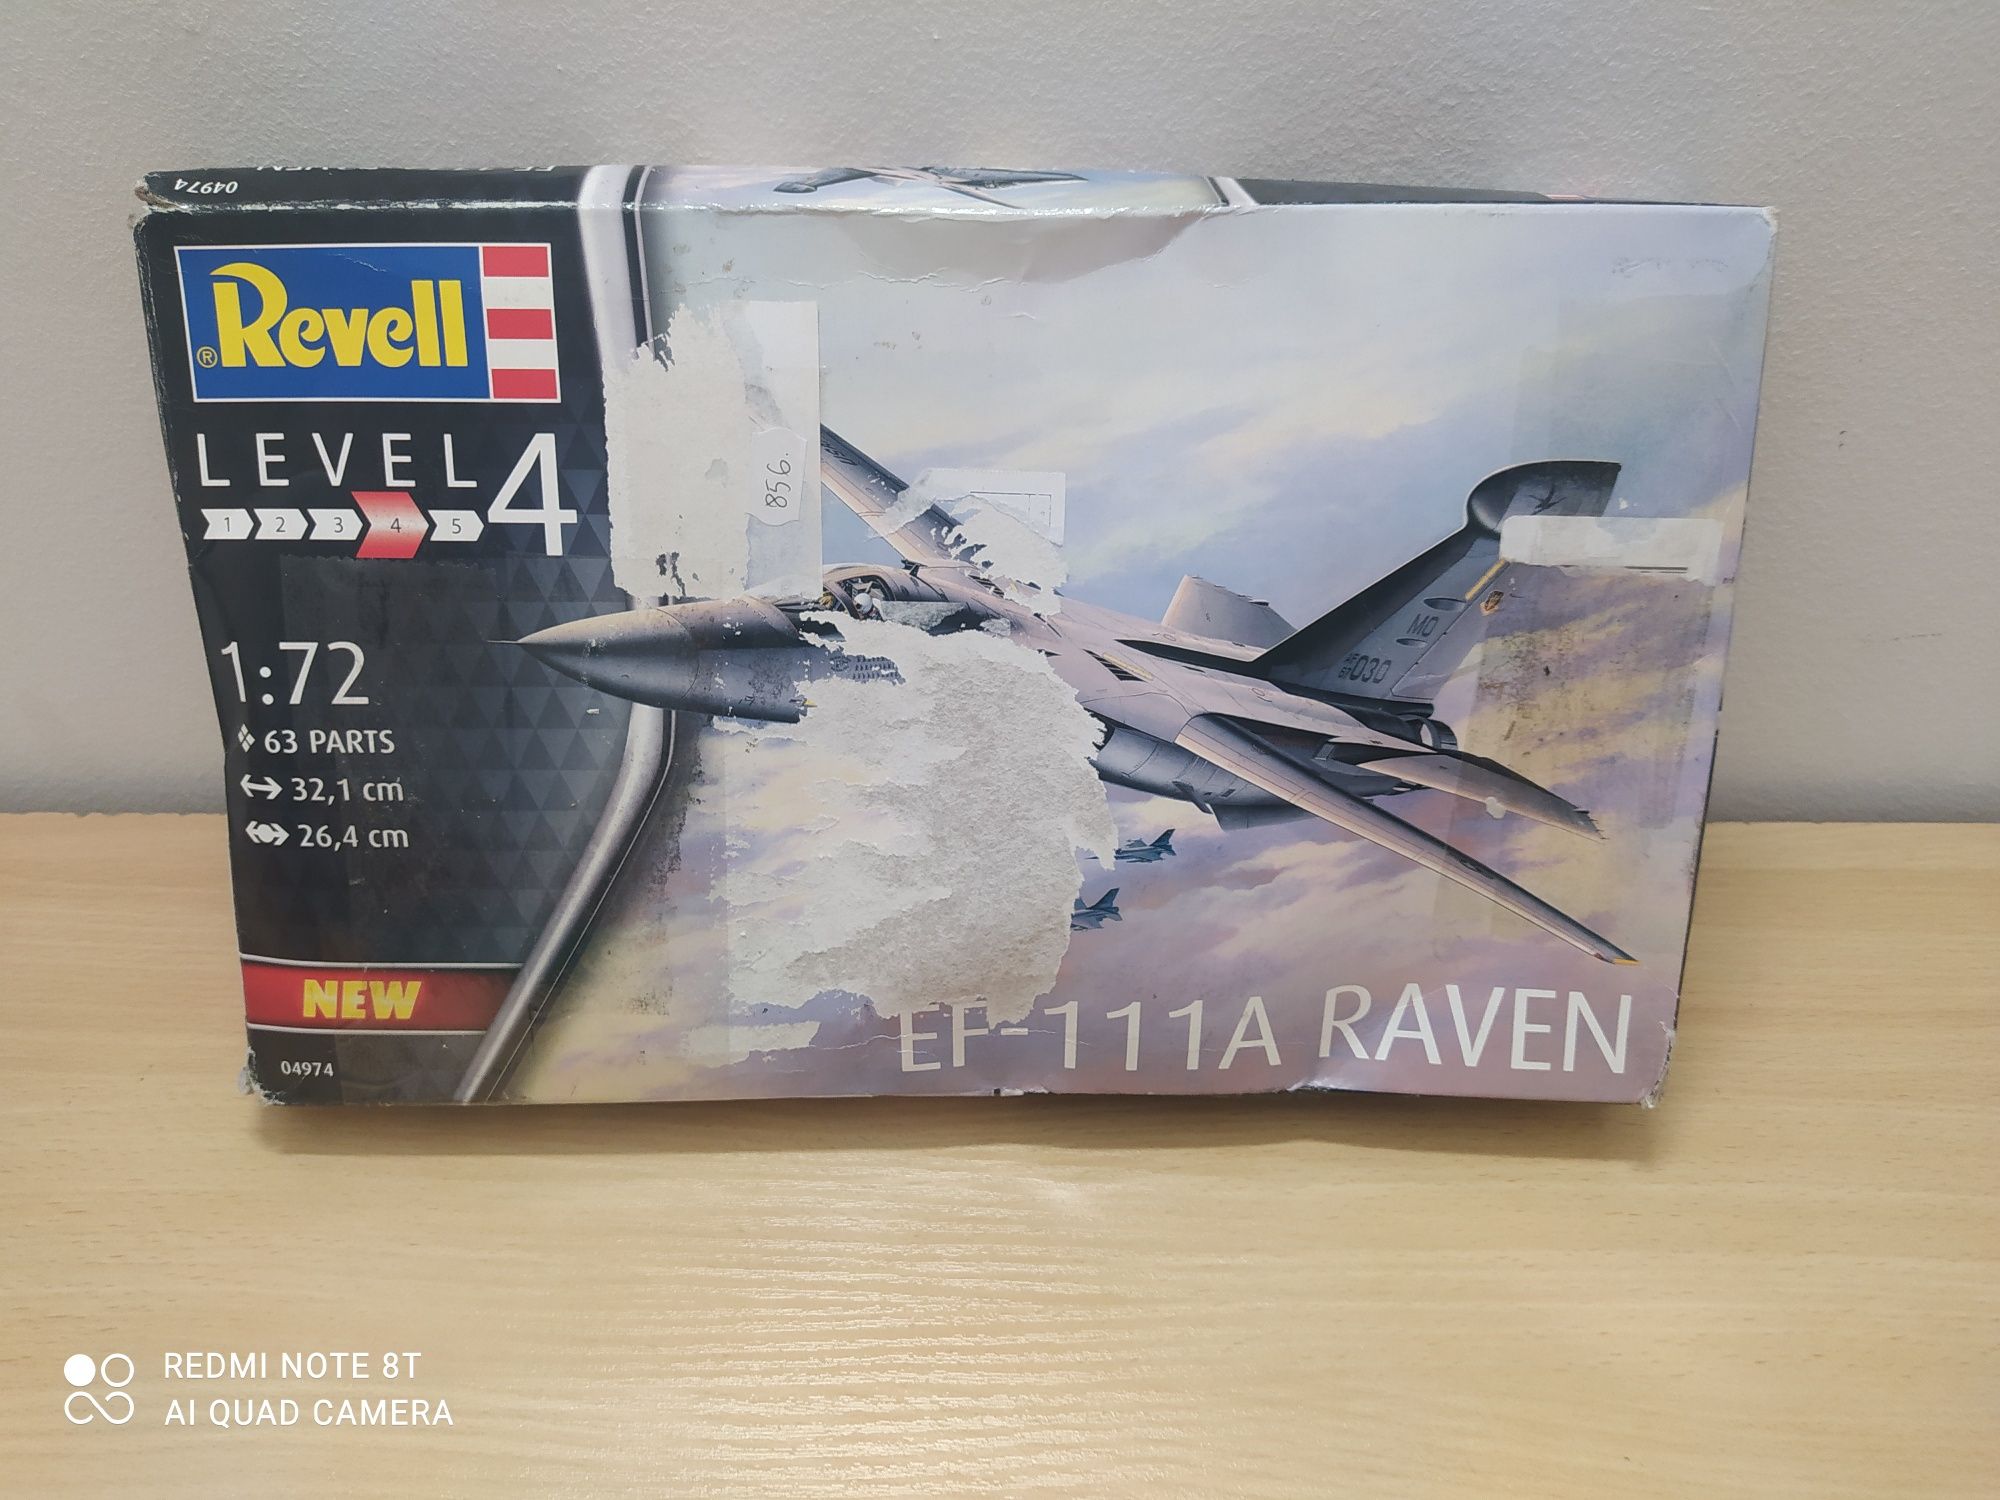 04974
Revell
®
LEVEL 4
1 2 3 4 5
1:72
63 PARTS
32,1 cm
26,4 cm
NEW
04974
856.
MO
030
EF-111A RAVEN
REDMI NOTE 8T
AI QUAD CAMERA